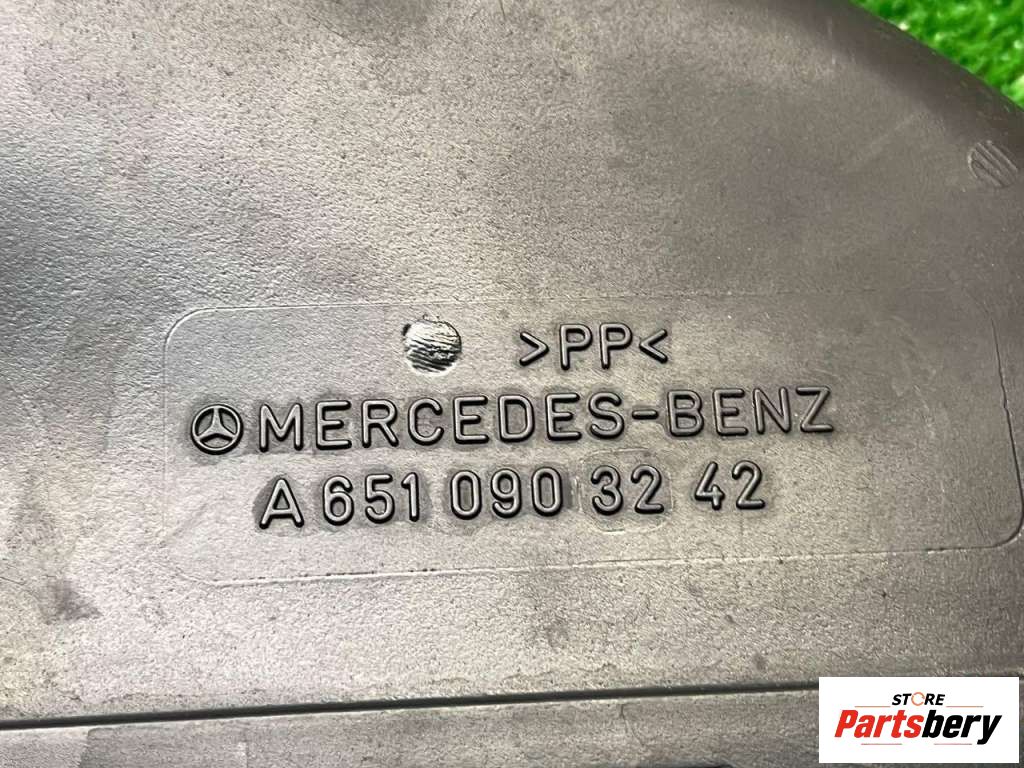 >PP<
MERCEDES-BENZ
A 651 090 32 42
STORE
Partsbery